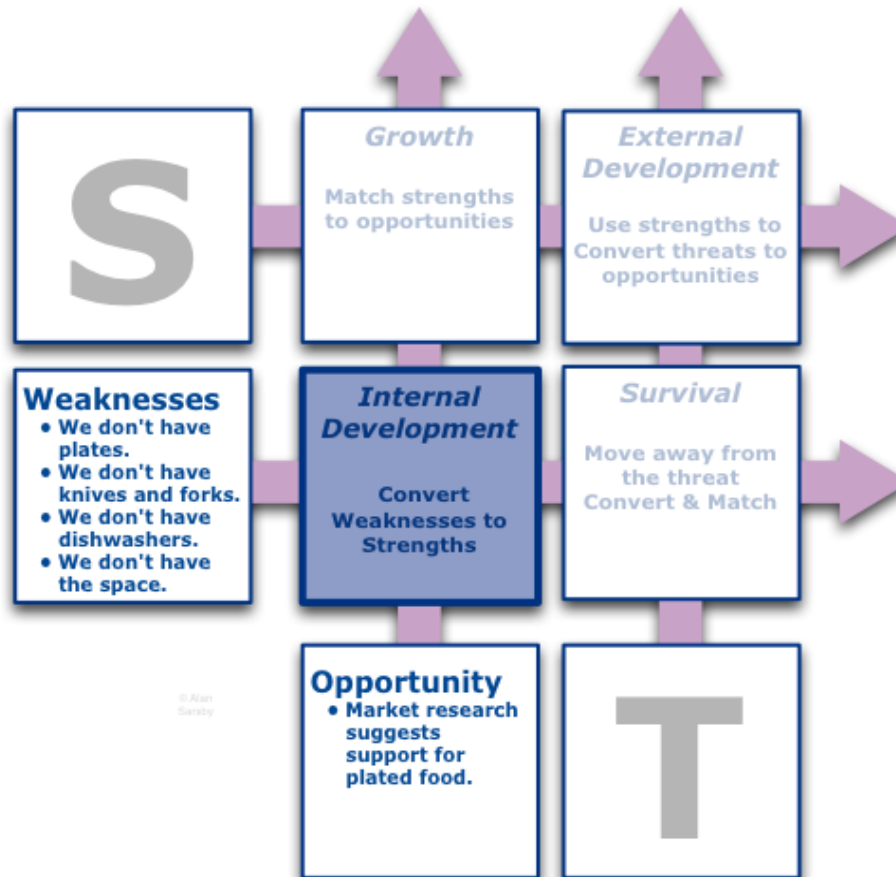 S
Growth
Match strengths
to opportunities
External
Development
Use strengths to
Convert threats to
opportunities
Weaknesses
• We don't have
plates.
• We don't have
knives and forks.
• We don't have
dishwashers.
• We don't have
the space.
Internal
Development
Convert
Weaknesses to
Strengths
Survival
Move away from
the threat
Convert & Match
© Alan
Sarsby
Opportunity
• Market research
suggests
support for
plated food.
T